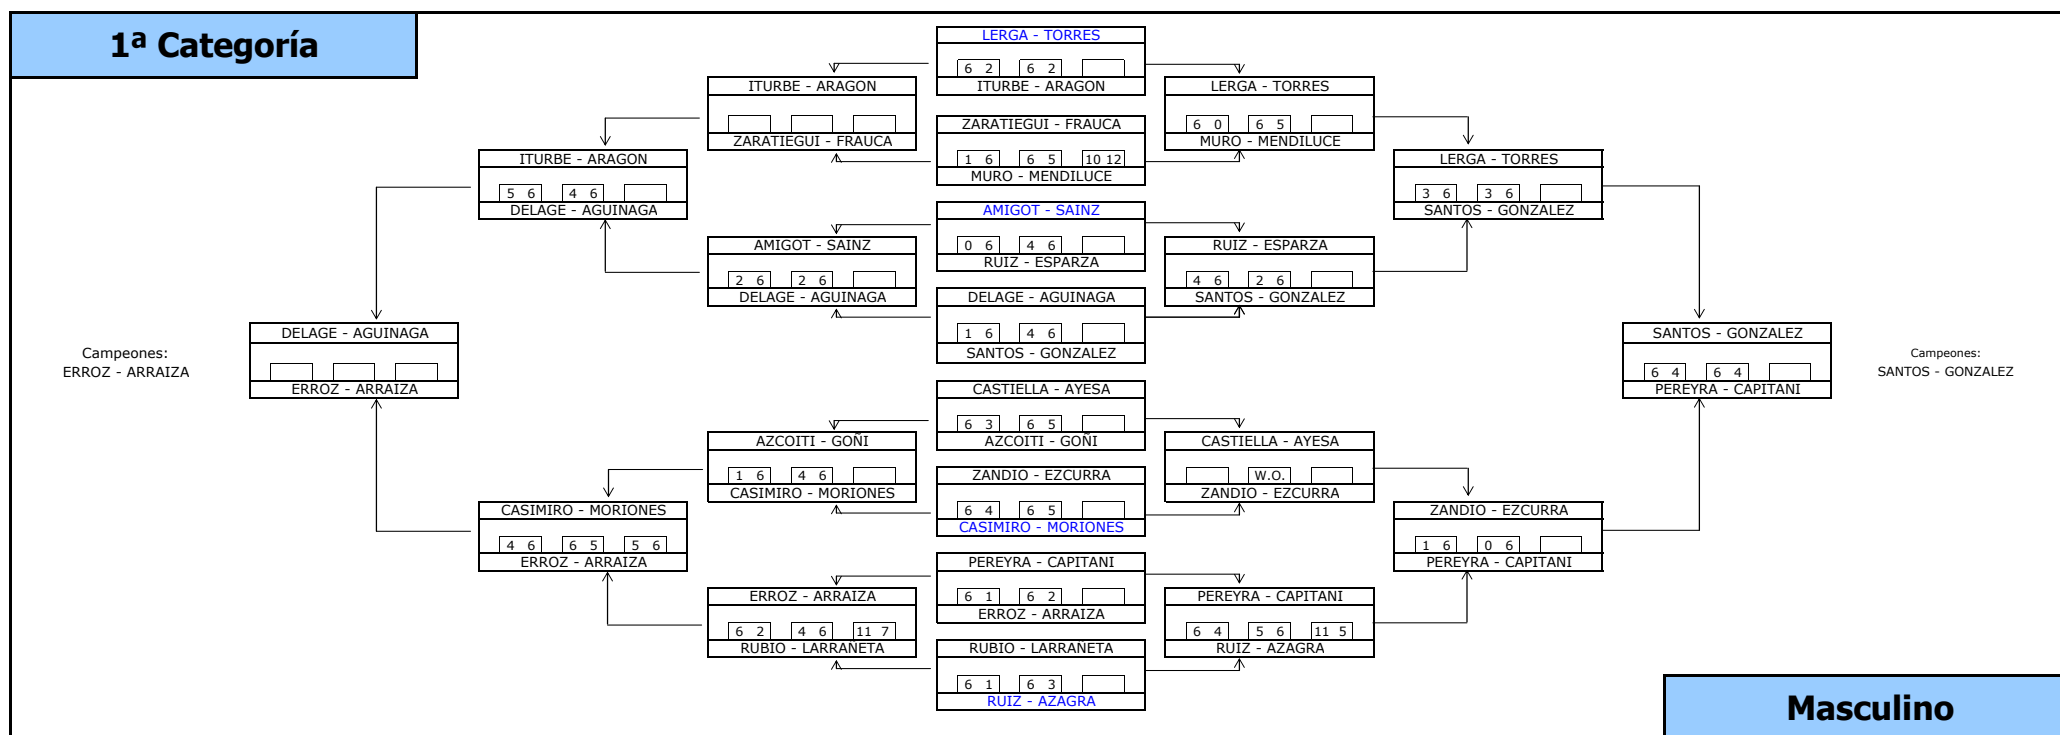 1ª Categoría
LERGA - TORRES
6 2 6 2
ITURBE - ARAGON
ITURBE - ARAGON
ZARATIEGUI - FRAUCA
LERGA - TORRES
6 0 6 5
MURO - MENDILUCE
ZARATIEGUI - FRAUCA
1 6 6 5 10 12
MURO - MENDILUCE
ITURBE - ARAGON
5 6 4 6
DELAGE - AGUINAGA
LERGA - TORRES
3 6 3 6
SANTOS - GONZALEZ
AMIGOT - SAINZ
0 6 4 6
RUIZ - ESPARZA
AMIGOT - SAINZ
2 6 2 6
DELAGE - AGUINAGA
RUIZ - ESPARZA
4 6 2 6
SANTOS - GONZALEZ
DELAGE - AGUINAGA
1 6 4 6
SANTOS - GONZALEZ
Campeones:
ERROZ - ARRAIZA
DELAGE - AGUINAGA
ERROZ - ARRAIZA
SANTOS - GONZALEZ
6 4 6 4
PEREYRA - CAPITANI
Campeones:
SANTOS - GONZALEZ
CASTIELLA - AYESA
6 3 6 5
AZCOITI - GOÑI
AZCOITI - GOÑI
1 6 4 6
CASIMIRO - MORIONES
CASTIELLA - AYESA
W.O.
ZANDIO - EZCURRA
ZANDIO - EZCURRA
6 4 6 5
CASIMIRO - MORIONES
CASIMIRO - MORIONES
4 6 6 5 5 6
ERROZ - ARRAIZA
ZANDIO - EZCURRA
1 6 0 6
PEREYRA - CAPITANI
PEREYRA - CAPITANI
6 1 6 2
ERROZ - ARRAIZA
ERROZ - ARRAIZA
6 2 4 6 11 7
RUBIO - LARRAÑETA
PEREYRA - CAPITANI
6 4 5 6 11 5
RUIZ - AZAGRA
RUBIO - LARRAÑETA
6 1 6 3
RUIZ - AZAGRA
Masculino